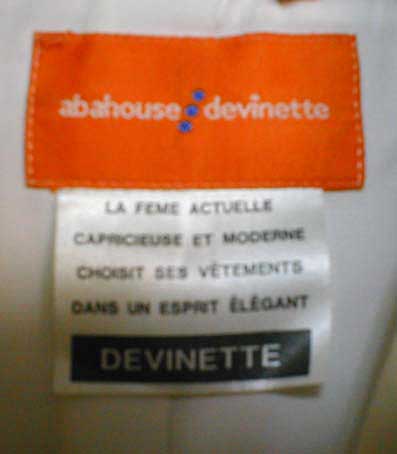 abahouse devinette
LA FEME ACTUELLE
CAPRICIEUSE ET MODERNE
CHOISIT SES VÊTEMENTS
DANS UN ESPRIT ÉLÉGANT
DEVINETTE